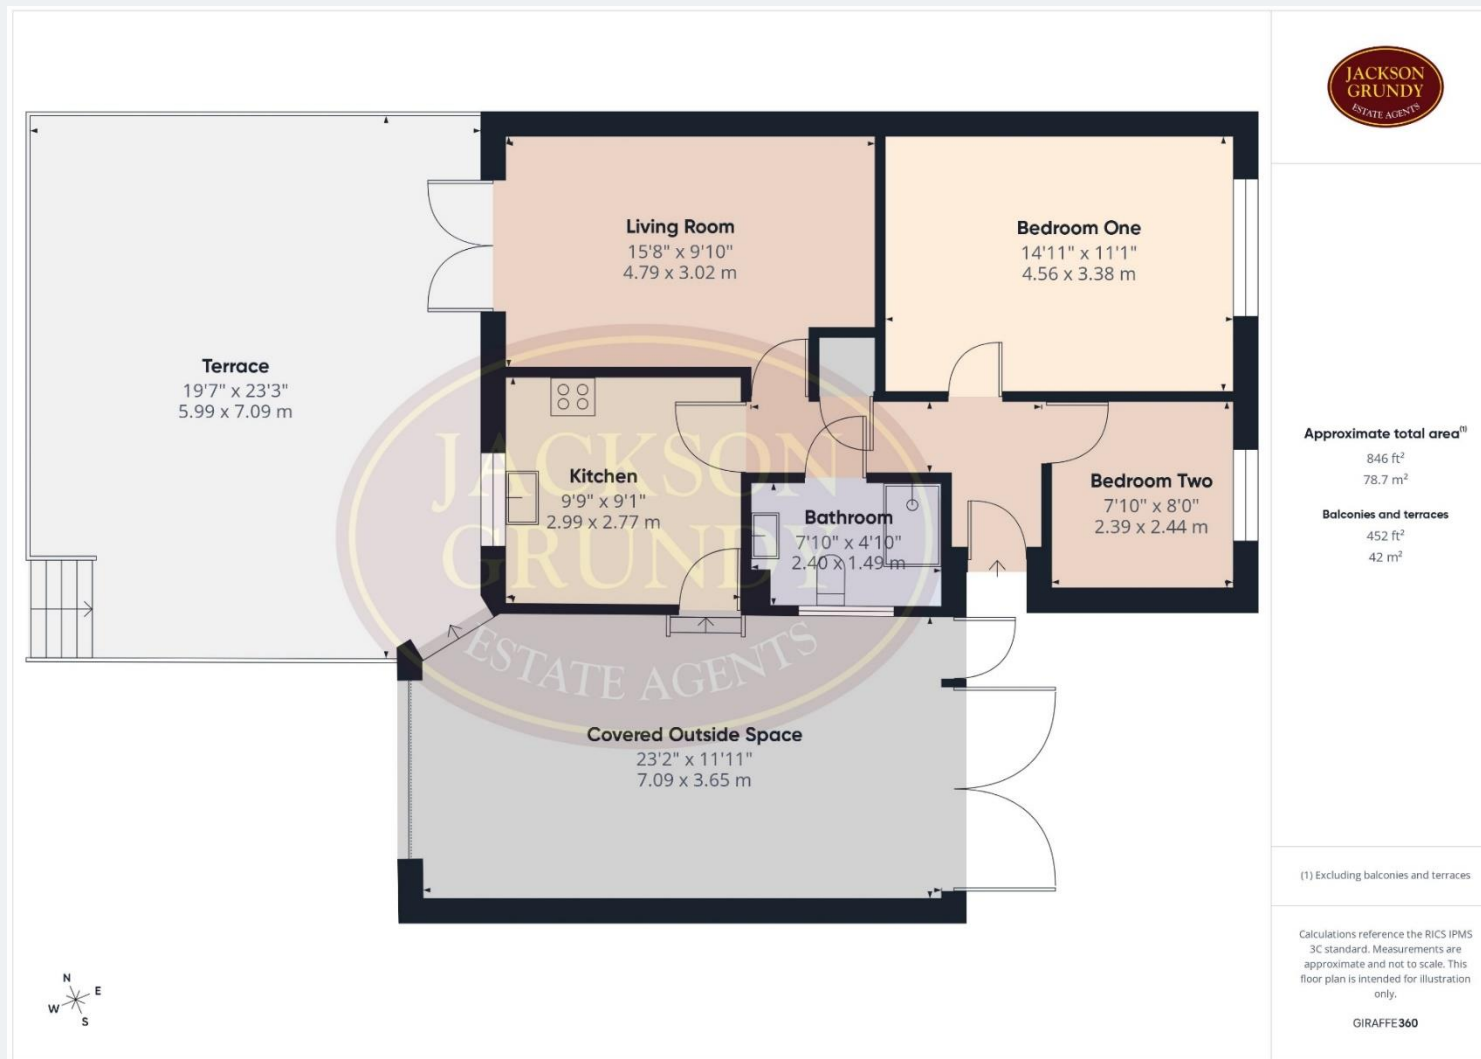 JACKSON
GRUNDY
ESTATE AGENTS
Living Room
15'8" x 9'10"
4.79 x 3.02 m
Bedroom One
14'11" x 11'1"
4.56 x 3.38 m
Terrace
19'7" x 23'3"
5.99 x 7.09 m
Kitchen
9'9" x 9'1"
2.99 x 2.77 m
Bathroom
7'10" x 4'10"
2.40 x 1.49 m
Bedroom Two
7'10" x 8'0"
2.39 x 2.44 m
JACKSON
GRUNDY
ESTATE AGENTS
Covered Outside Space
23'2" x 11'11"
7.09 x 3.65 m
Approximate total area(1)
846 ft²
78.7 m²
Balconies and terraces
452 ft²
42 m²
(1) Excluding balconies and terraces
Calculations reference the RICS IPMS
3C standard. Measurements are
approximate and not to scale. This
floor plan is intended for illustration
only.
GIRAFFE360
N
E
W
S